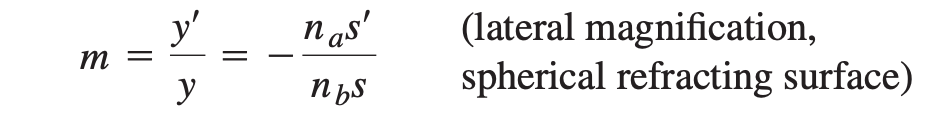 m = y′/y = − n_a s′/n_b s (lateral magnification,
spherical refracting surface)